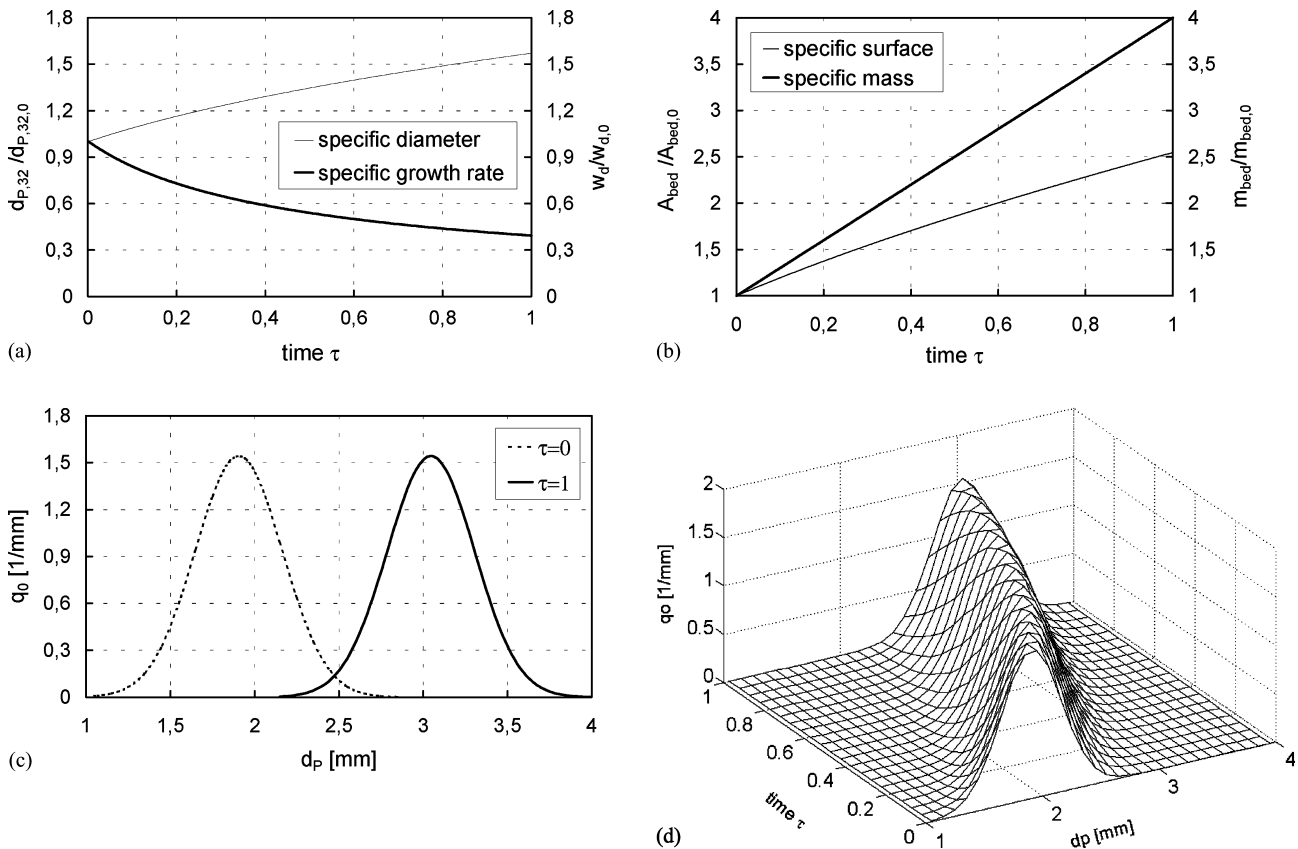 1,8
1,5
1,2
0,9
0,6
0,3
0
d_P,32 /d_P,32,0
1,8
1,5
1,2
0,9
0,6
0,3
0
w_d/w_d,0
specific diameter
specific growth rate
0 0,2 0,4 0,6 0,8 1
time τ
(a)
4
3,5
3
2,5
2
1,5
1
A_bed /A_bed,0
4
3,5
3
2,5
2
1,5
1
m_bed/m_bed,0
specific surface
specific mass
0 0,2 0,4 0,6 0,8 1
time τ
(b)
1,8
1,5
1,2
0,9
0,6
0,3
0
q_0 [1/mm]
τ=0
τ=1
1 1,5 2 2,5 3 3,5 4
d_P [mm]
(c)
2
1.5
1
0.5
0
qo [1/mm]
1
0.8
0.6
0.4
0.2
0
time τ
1
2
3
4
dp [mm]
(d)